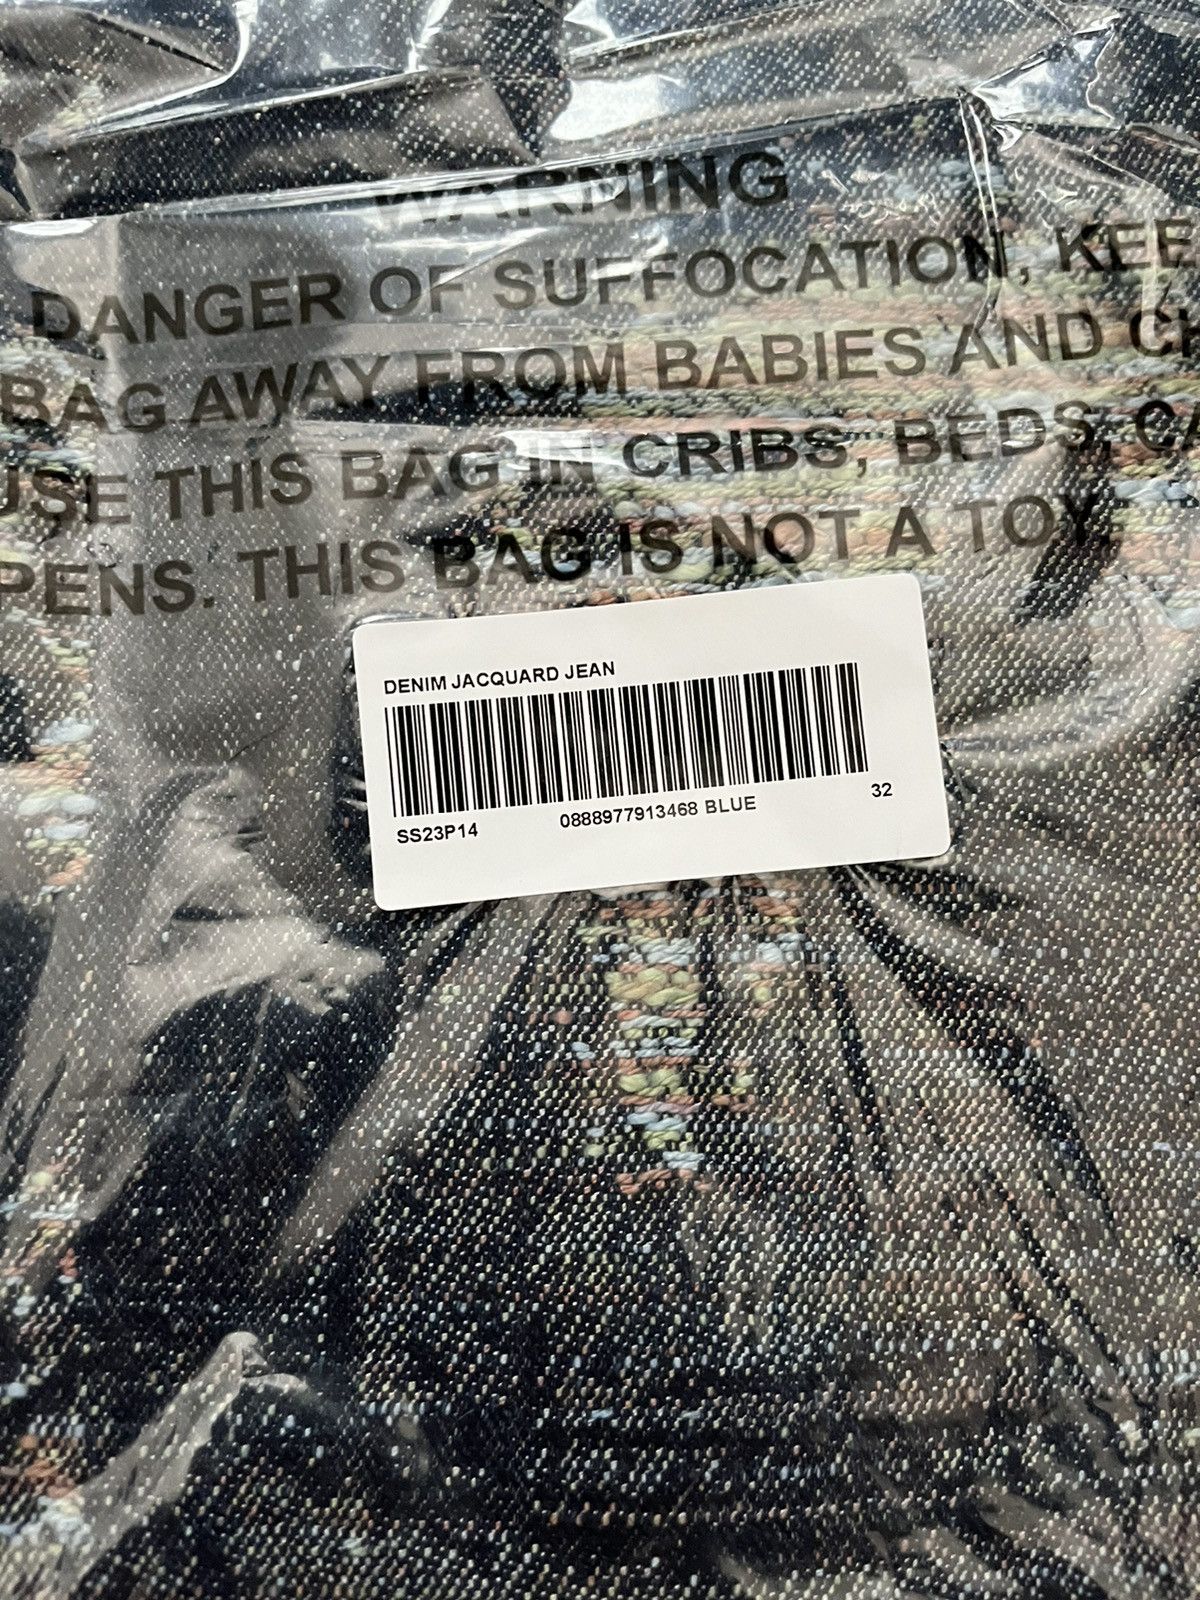 WARNING
DANGER OF SUFFOCATION, KEE
BAG AWAY FROM BABIES AND CH
USE THIS BAG IN CRIBS, BEDS, CA
PENS. THIS BAG IS NOT A TOY.
DENIM JACQUARD JEAN
SS23P14 0888977913468 BLUE 32